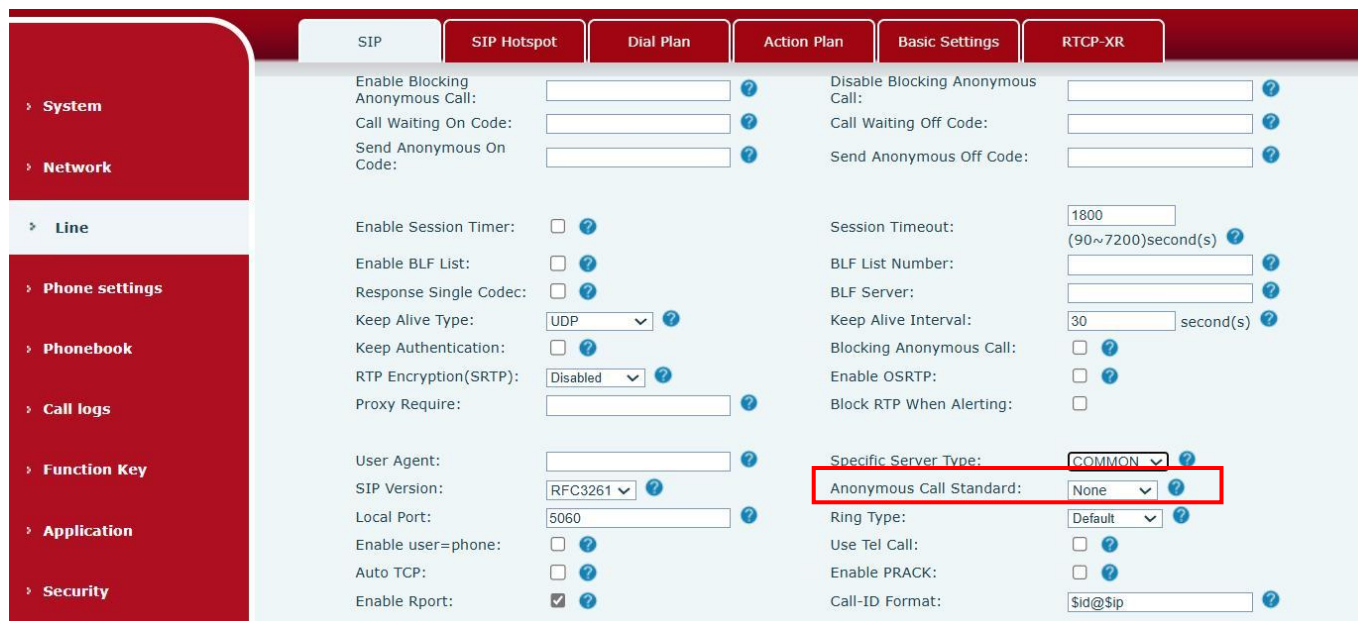 SIP SIP Hotspot Dial Plan Action Plan Basic Settings RTCP-XR
System
Network
Line
Phone settings
Phonebook
Call logs
Function Key
Application
Security
Enable Blocking
Anonymous Call:
Disable Blocking Anonymous
Call:
Call Waiting On Code:
Call Waiting Off Code:
Send Anonymous On
Code:
Send Anonymous Off Code:
Enable Session Timer:
Session Timeout: 1800
(90~7200)second(s)
Enable BLF List:
BLF List Number:
Response Single Codec:
BLF Server:
Keep Alive Type: UDP
Keep Alive Interval: 30 second(s)
Keep Authentication:
Blocking Anonymous Call:
RTP Encryption(SRTP): Disabled
Enable OSRTP:
Proxy Require:
Block RTP When Alerting:
User Agent:
Specific Server Type: COMMON
SIP Version: RFC3261
Anonymous Call Standard: None
Local Port: 5060
Ring Type: Default
Enable user=phone:
Use Tel Call:
Auto TCP:
Enable PRACK:
Enable Rport:
Call-ID Format: $id@$ip